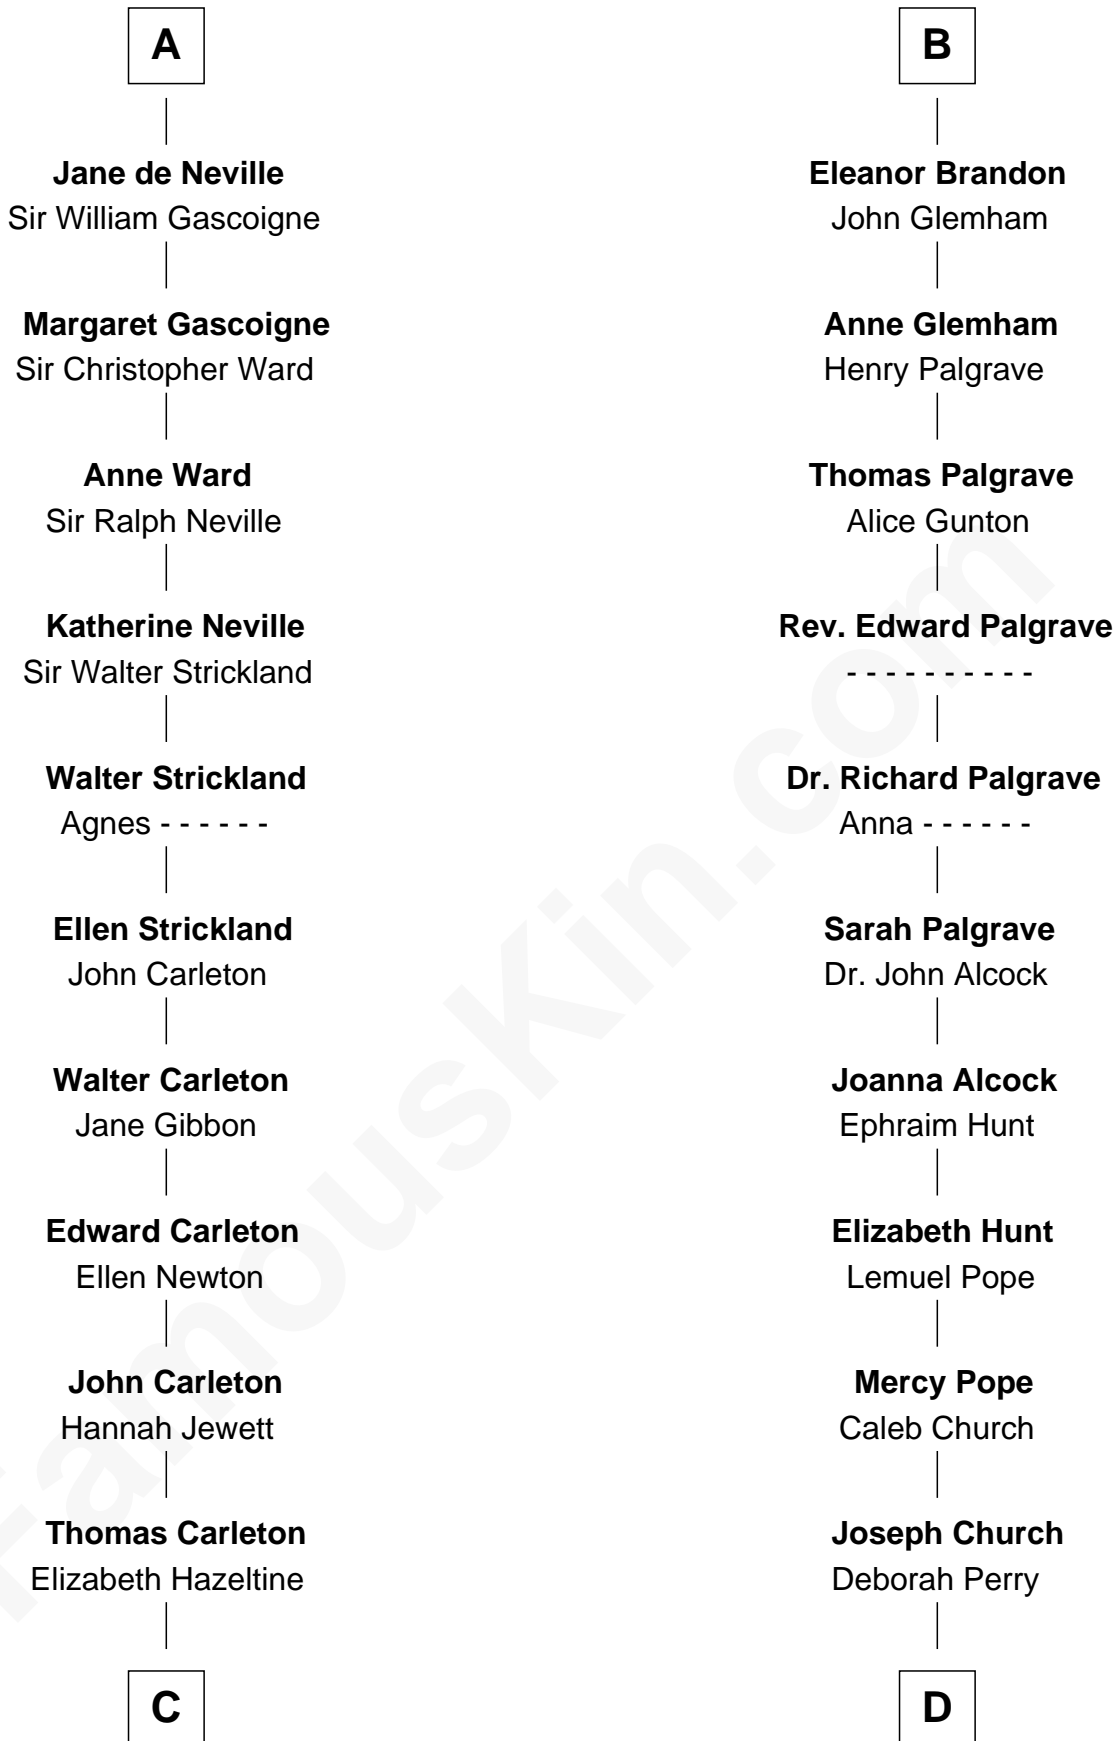 A
Jane de Neville
Sir William Gascoigne
Margaret Gascoigne
Sir Christopher Ward
Anne Ward
Sir Ralph Neville
Katherine Neville
Sir Walter Strickland
Walter Strickland
Agnes - - - - - -
Ellen Strickland
John Carleton
Walter Carleton
Jane Gibbon
Edward Carleton
Ellen Newton
John Carleton
Hannah Jewett
Thomas Carleton
Elizabeth Hazeltine
C
B
Eleanor Brandon
John Glemham
Anne Glemham
Henry Palgrave
Thomas Palgrave
Alice Gunton
Rev. Edward Palgrave
- - - - - - - - - -
Dr. Richard Palgrave
Anna - - - - - -
Sarah Palgrave
Dr. John Alcock
Joanna Alcock
Ephraim Hunt
Elizabeth Hunt
Lemuel Pope
Mercy Pope
Caleb Church
Joseph Church
Deborah Perry
D
FamousKin.com